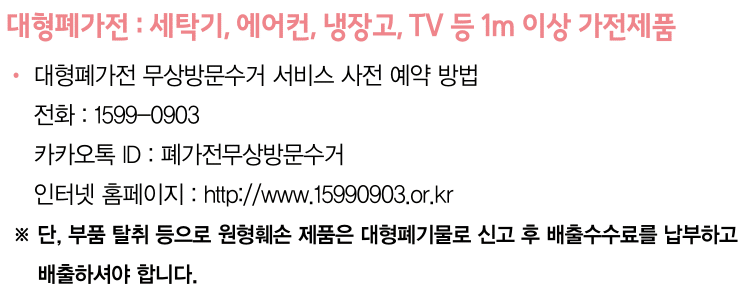 대형폐가전 : 세탁기, 에어컨, 냉장고, TV 등 1m 이상 가전제품
• 대형폐가전 무상방문수거 서비스 사전 예약 방법
전화 : 1599-0903
카카오톡 ID : 폐가전무상방문수거
인터넷 홈페이지 : http://www.15990903.or.kr
※ 단, 부품 탈취 등으로 원형훼손 제품은 대형폐기물로 신고 후 배출수수료를 납부하고
배출하셔야 합니다.